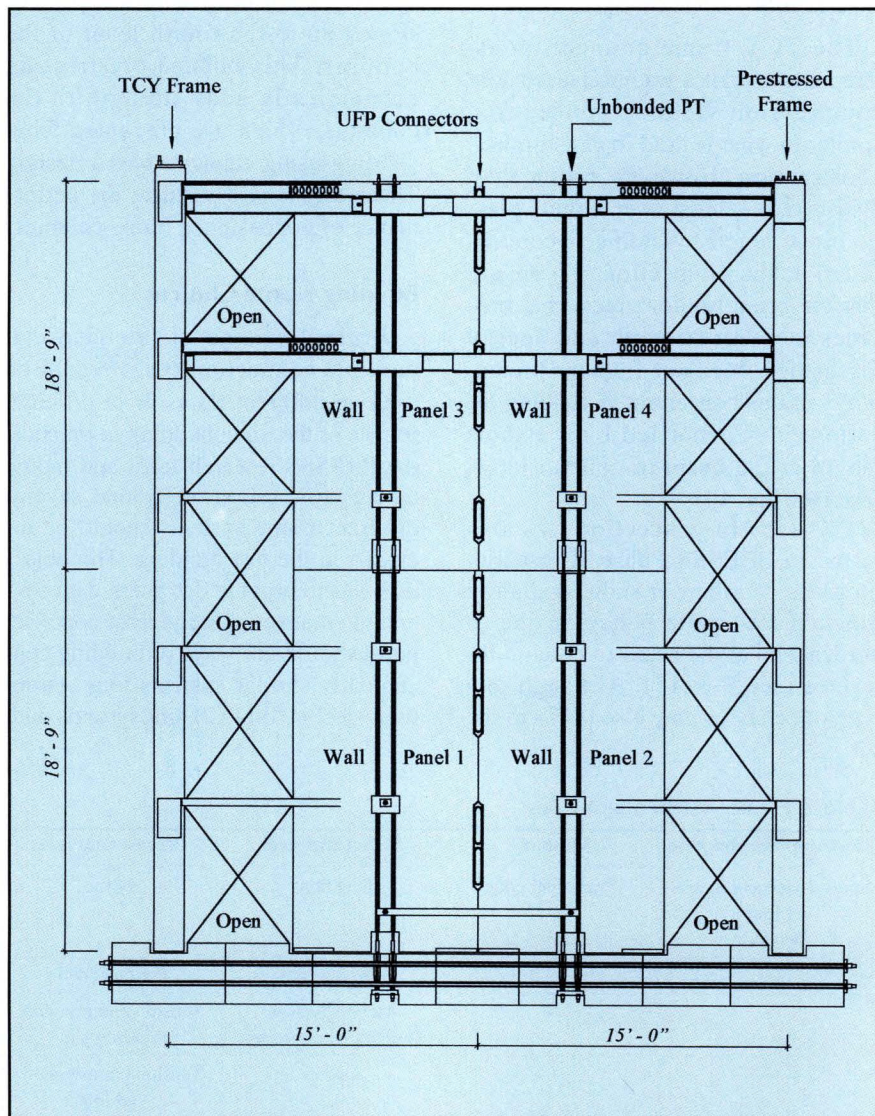 TCY Frame
UFP Connectors
Unbonded PT
Prestressed
Frame
Open
Open
18' - 9"
Wall Panel 3
Wall Panel 4
Open
Open
18' - 9"
Wall Panel 1
Wall Panel 2
Open
Open
15' - 0"
15' - 0"